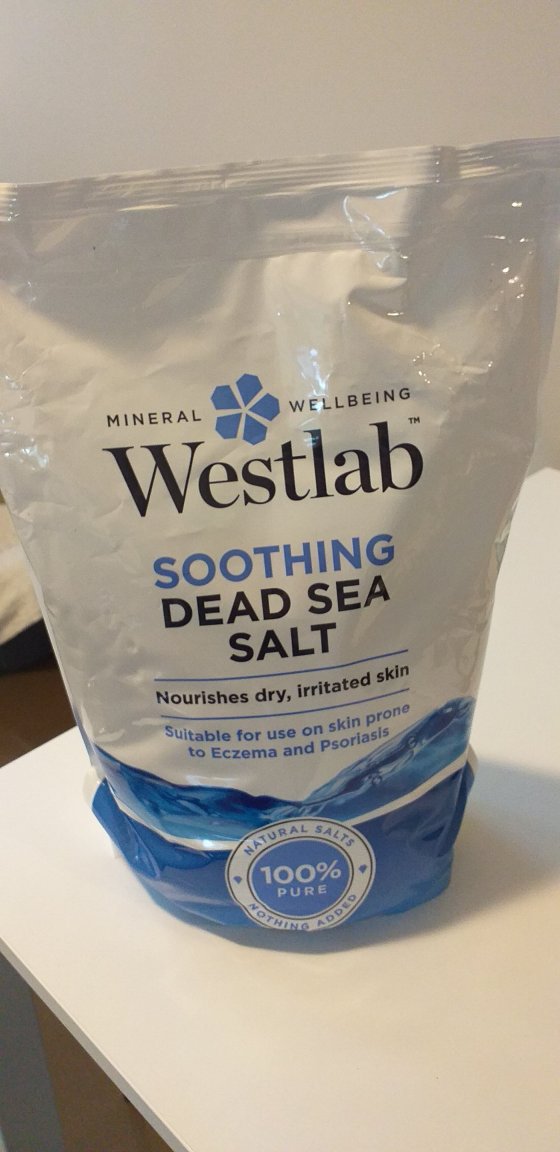 MINERAL WELLBEING
Westlab™
SOOTHING
DEAD SEA
SALT
Nourishes dry, irritated skin
Suitable for use on skin prone
to Eczema and Psoriasis
NATURAL SALTS
100%
PURE
NOTHING ADDED